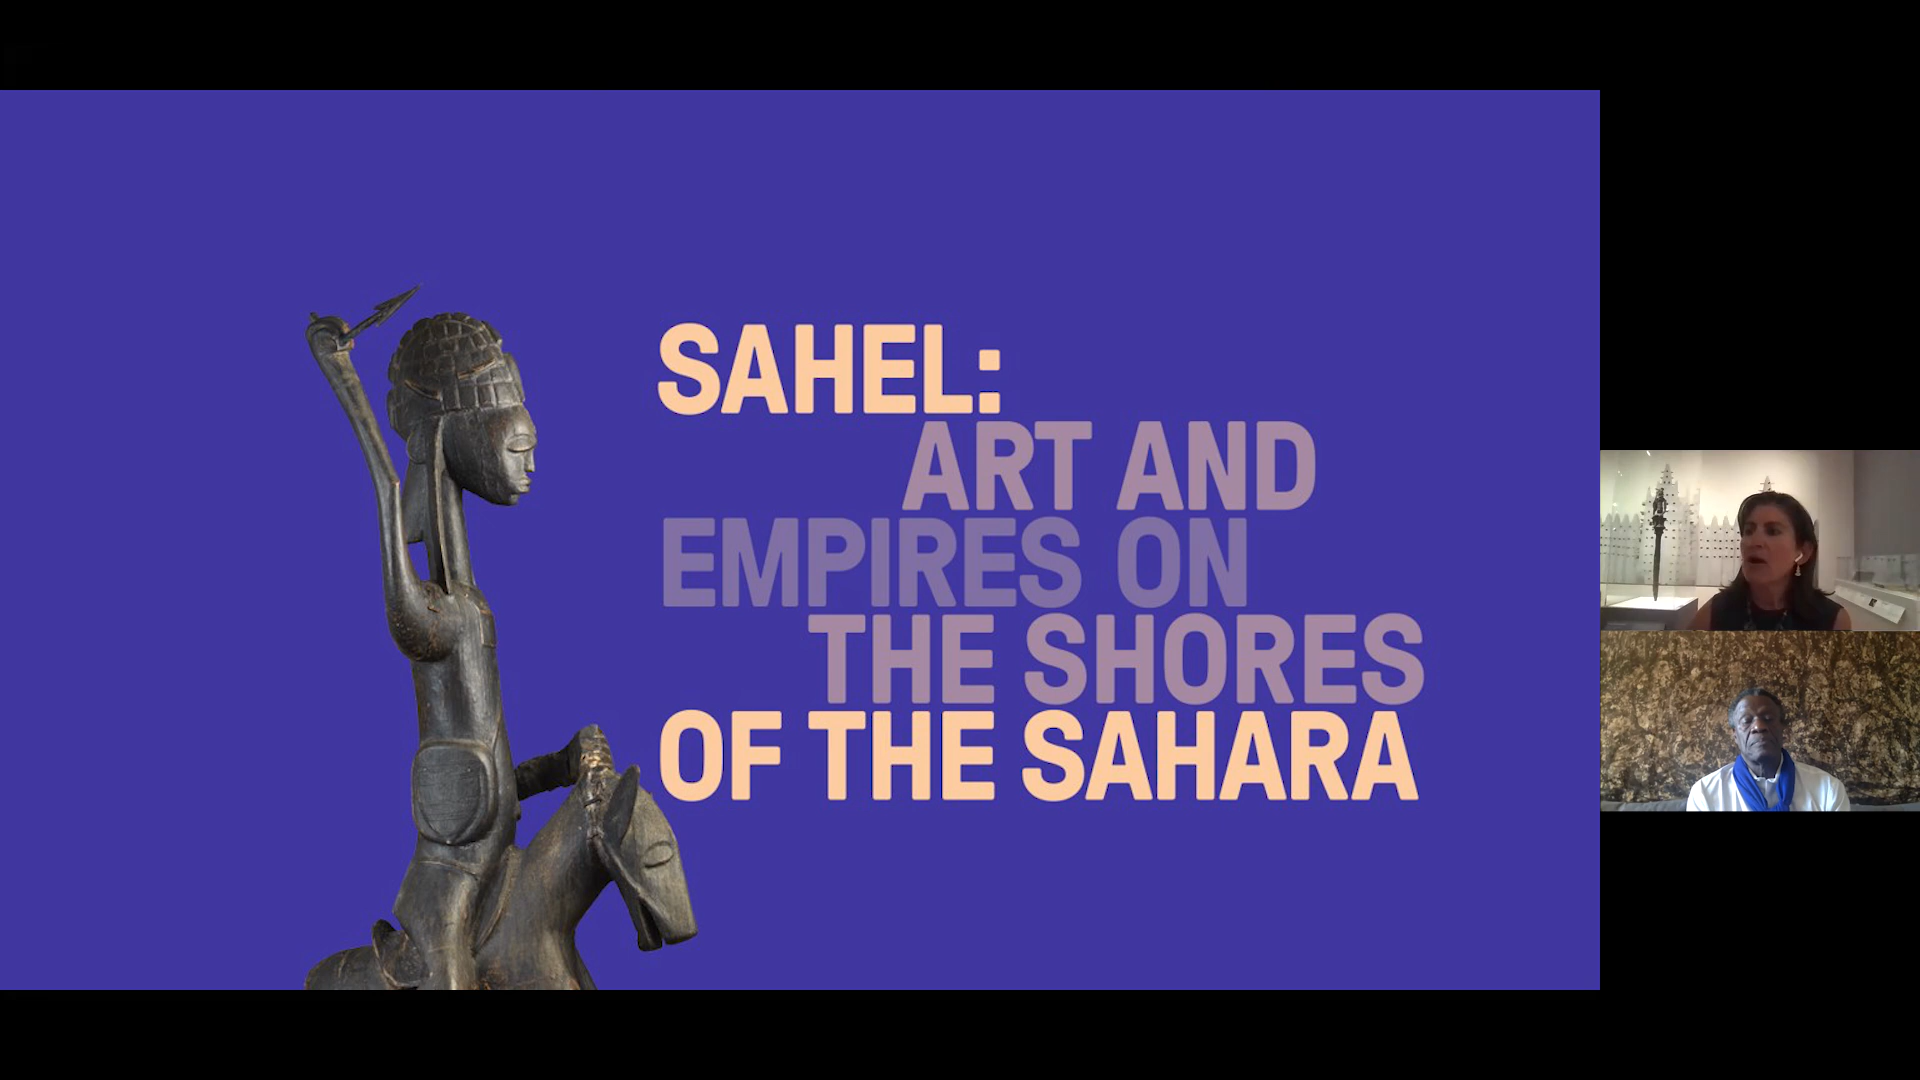 SAHEL:
ART AND
EMPIRES ON
THE SHORES
OF THE SAHARA